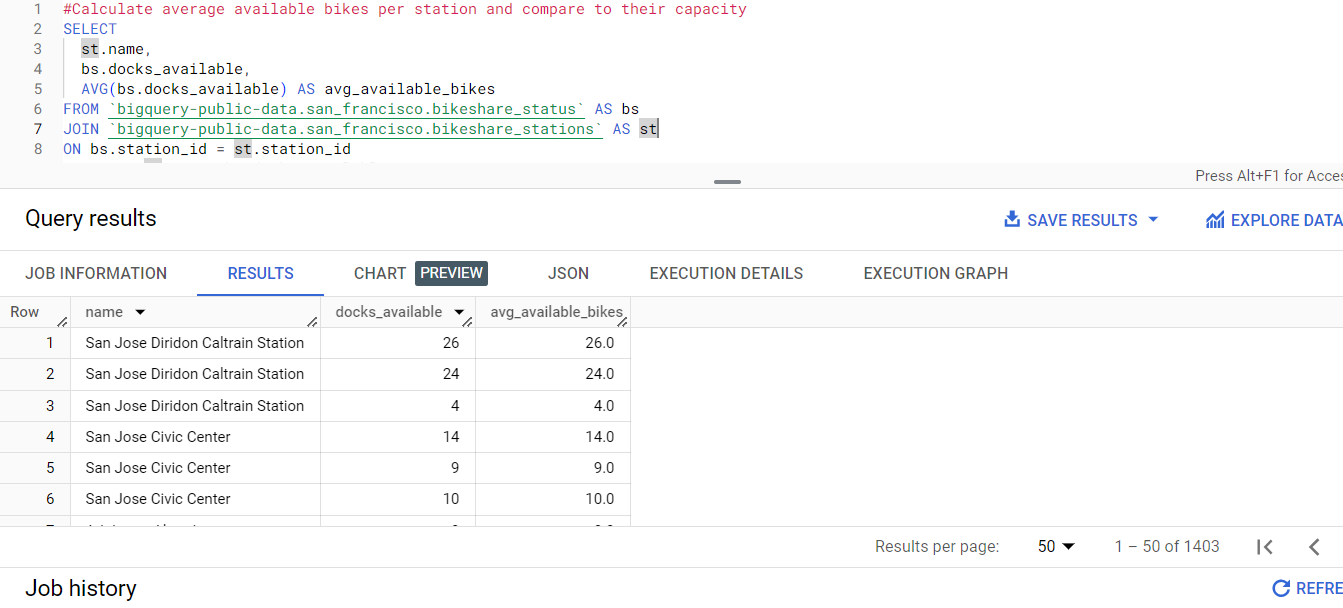 1 #Calculate average available bikes per station and compare to their capacity
2 SELECT
3 st.name,
4 bs.docks_available,
5 AVG(bs.docks_available) AS avg_available_bikes
6 FROM `bigquery-public-data.san_francisco.bikeshare_status` AS bs
7 JOIN `bigquery-public-data.san_francisco.bikeshare_stations` AS st
8 ON bs.station_id = st.station_id
Press Alt+F1 for Acces
Query results
SAVE RESULTS
EXPLORE DATA
JOB INFORMATION RESULTS CHART PREVIEW JSON EXECUTION DETAILS EXECUTION GRAPH
Row name docks_available avg_available_bikes
1 San Jose Diridon Caltrain Station 26 26.0
2 San Jose Diridon Caltrain Station 24 24.0
3 San Jose Diridon Caltrain Station 4 4.0
4 San Jose Civic Center 14 14.0
5 San Jose Civic Center 9 9.0
6 San Jose Civic Center 10 10.0
Results per page: 50 1 – 50 of 1403
Job history
REFRE